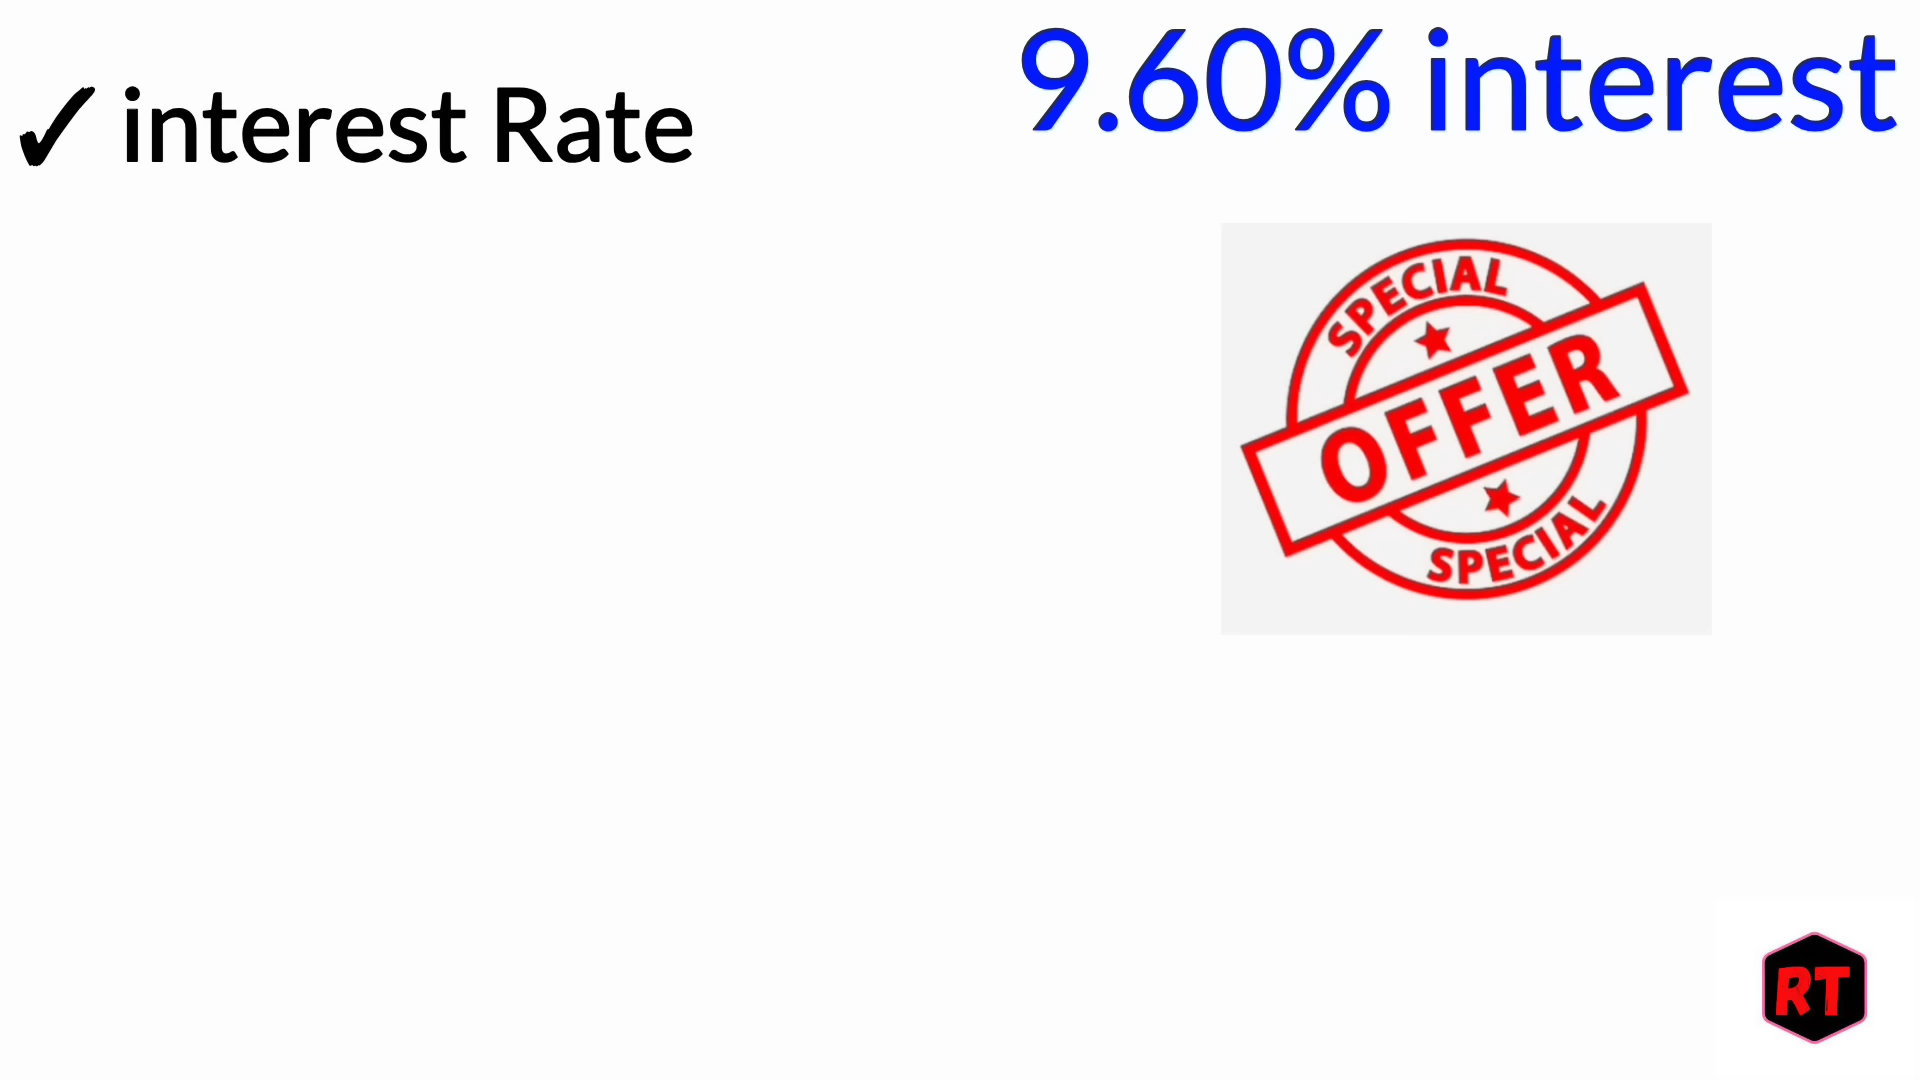 ✓ interest Rate
9.60% interest
SPECIAL
OFFER
SPECIAL
RT